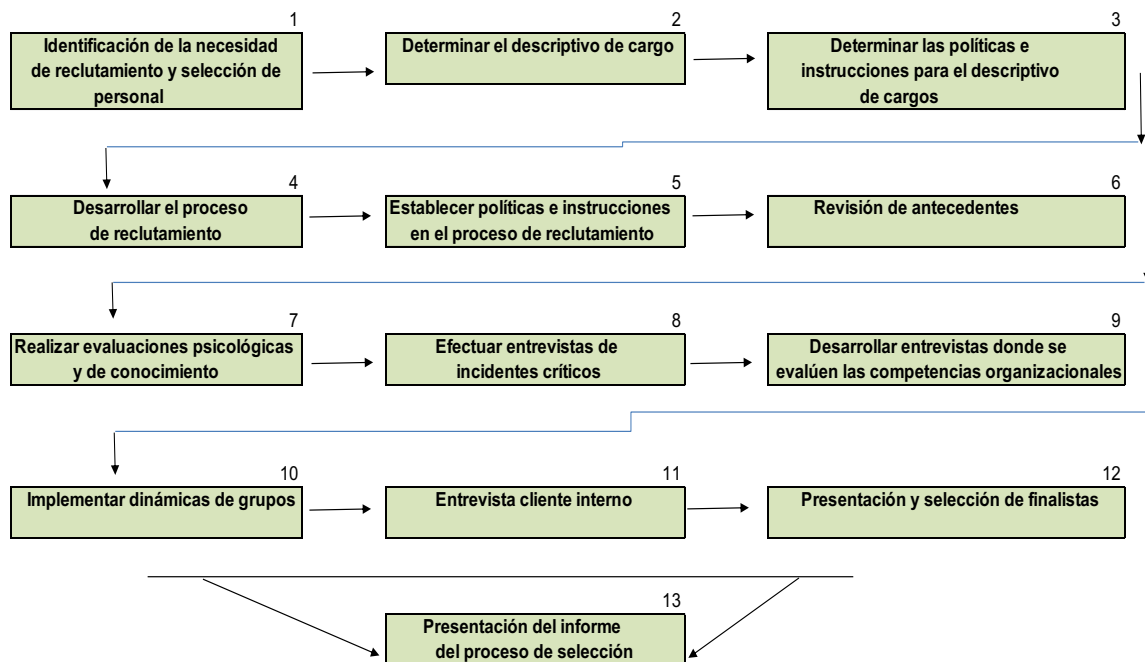 1
Identificación de la necesidad
de reclutamiento y selección de
personal
2
Determinar el descriptivo de cargo
3
Determinar las políticas e
instrucciones para el descriptivo
de cargos
4
Desarrollar el proceso
de reclutamiento
5
Establecer políticas e instrucciones
en el proceso de reclutamiento
6
Revisión de antecedentes
7
Realizar evaluaciones psicológicas
y de conocimiento
8
Efectuar entrevistas de
incidentes críticos
9
Desarrollar entrevistas donde se
evalúen las competencias organizacionales
10
Implementar dinámicas de grupos
11
Entrevista cliente interno
12
Presentación y selección de finalistas
13
Presentación del informe
del proceso de selección